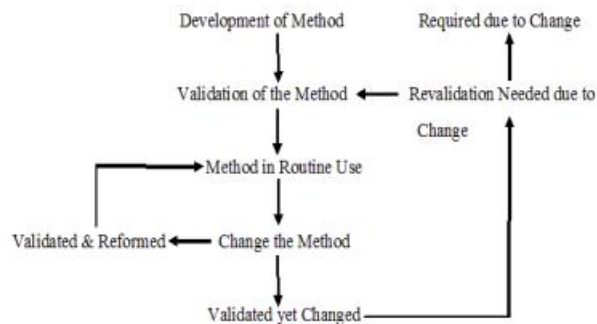 Development of Method
Required due to Change
Validation of the Method
Revalidation Needed due to
Change
Method in Routine Use
Validated & Reformed
Change the Method
Validated yet Changed